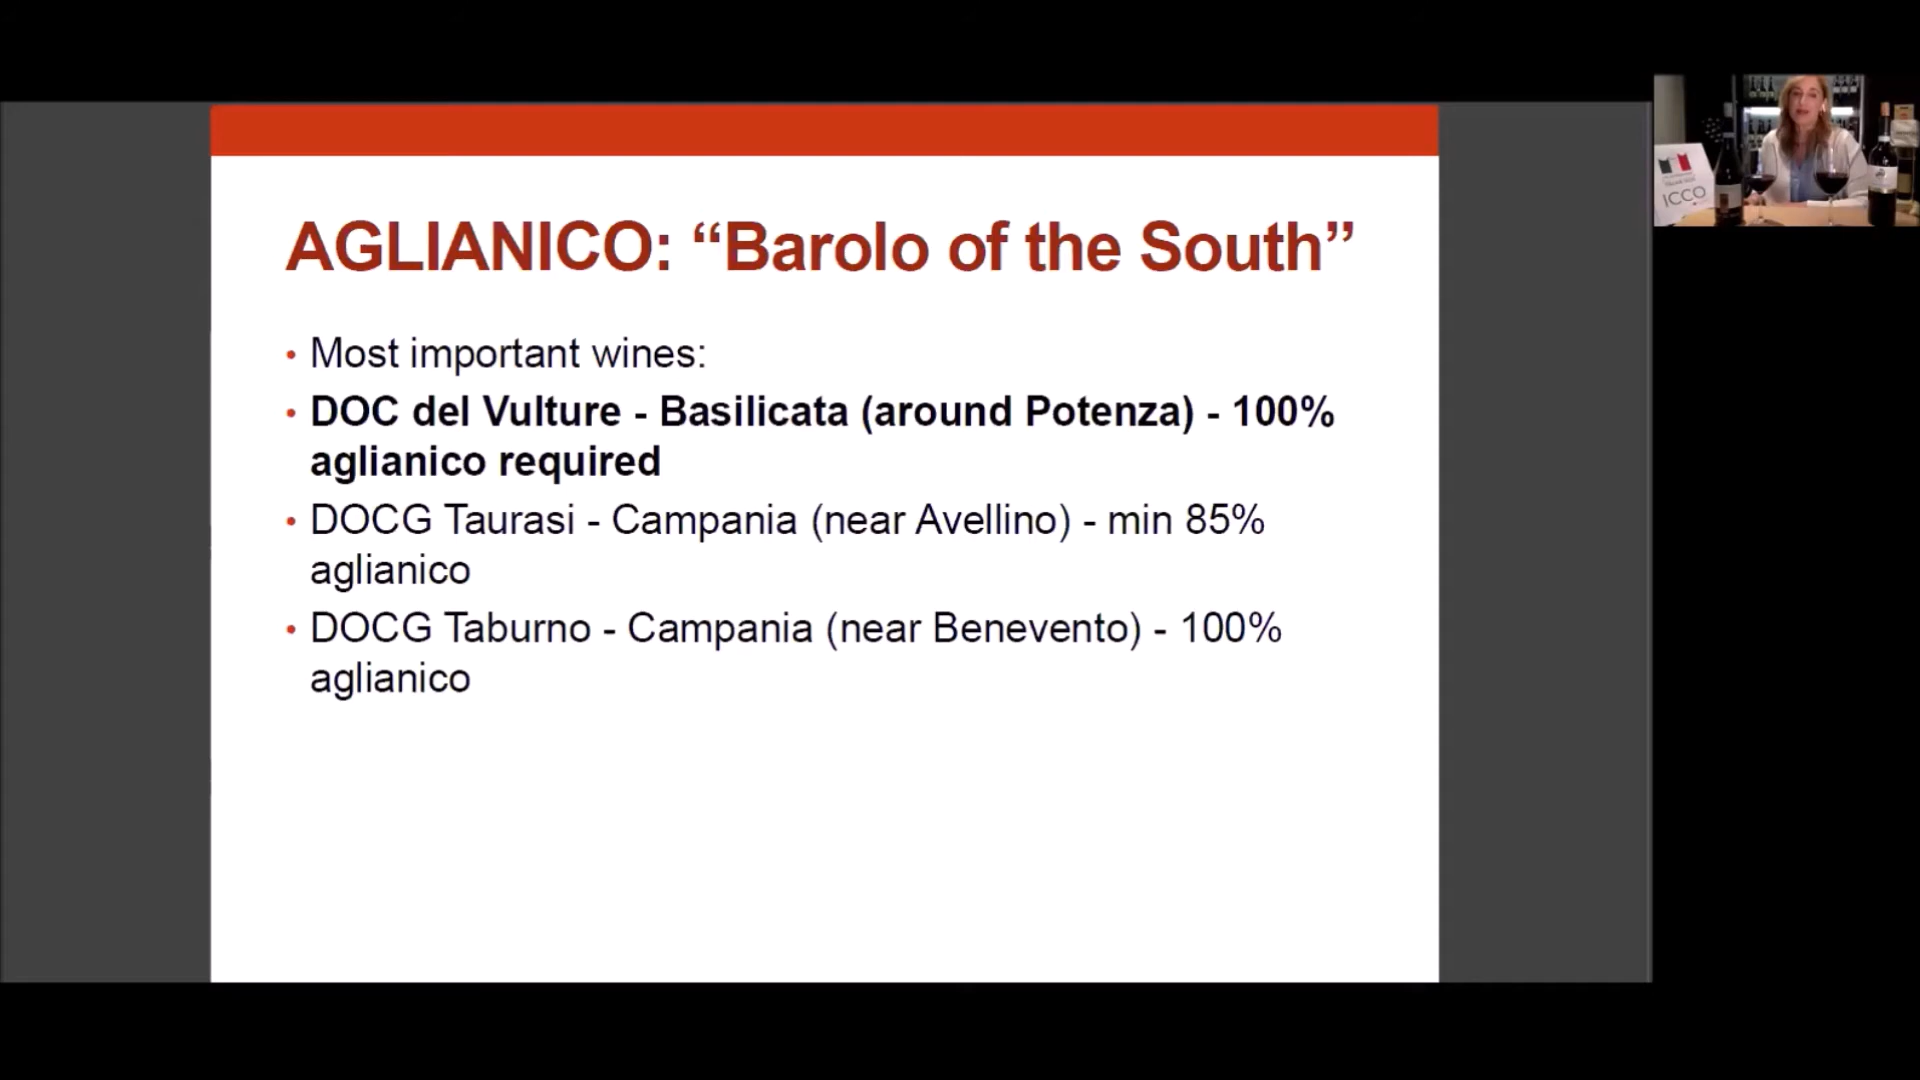 AGLIANICO: “Barolo of the South”
• Most important wines:
• DOC del Vulture - Basilicata (around Potenza) - 100%
aglianico required
• DOCG Taurasi - Campania (near Avellino) - min 85%
aglianico
• DOCG Taburno - Campania (near Benevento) - 100%
aglianico
ICCO